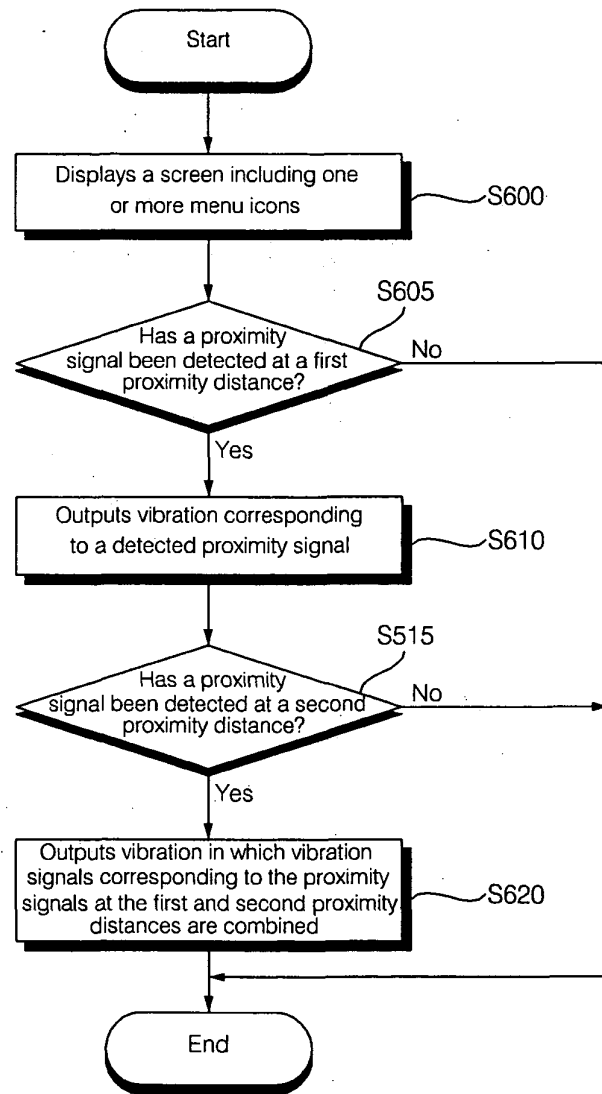 Start
Displays a screen including one
or more menu icons
S600
S605
Has a proximity
signal been detected at a first
proximity distance?
No
Yes
Outputs vibration corresponding
to a detected proximity signal
S610
S515
Has a proximity
signal been detected at a second
proximity distance?
No
Yes
Outputs vibration in which vibration
signals corresponding to the proximity
signals at the first and second proximity
distances are combined
S620
End